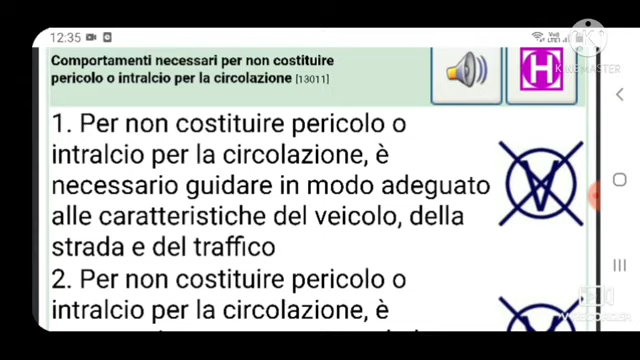 12:35
Comportamenti necessari per non costituire
pericolo o intralcio per la circolazione [13011]
H
KINEMASTER
1. Per non costituire pericolo o
intralcio per la circolazione, è
necessario guidare in modo adeguato
alle caratteristiche del veicolo, della
strada e del traffico
V
2. Per non costituire pericolo o
intralcio per la circolazione, è